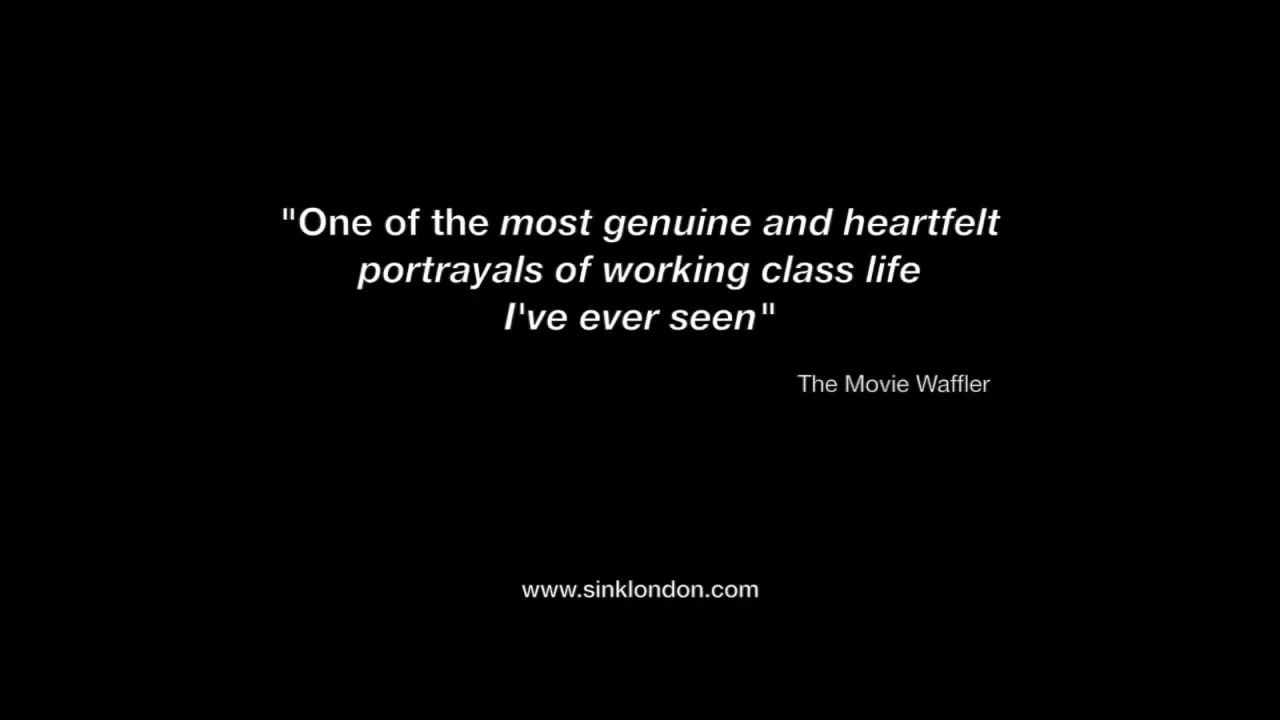 "One of the most genuine and heartfelt
portrayals of working class life
I've ever seen"
The Movie Waffler
www.sinklondon.com